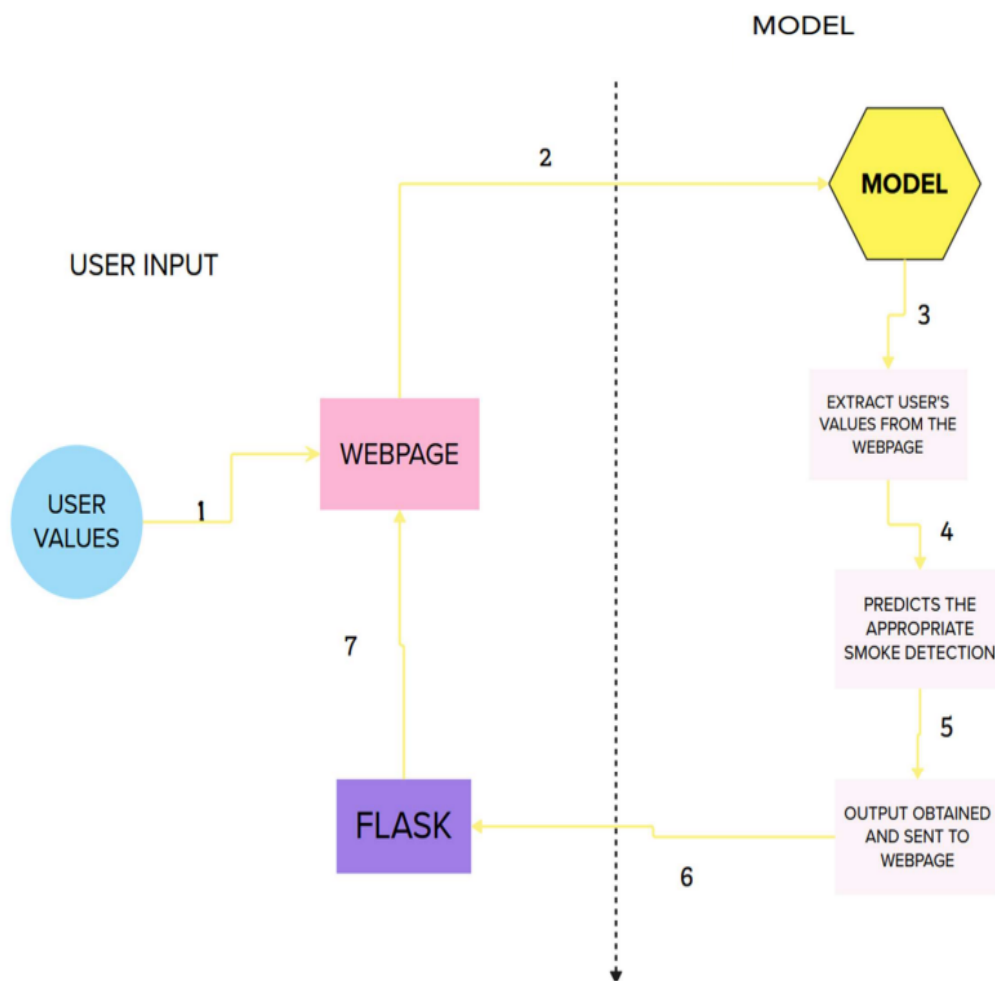 MODEL
2
MODEL
USER INPUT
3
EXTRACT USER'S
VALUES FROM THE
WEBPAGE
WEBPAGE
USER
VALUES
1
4
PREDICTS THE
APPROPRIATE
SMOKE DETECTION
7
5
FLASK
OUTPUT OBTAINED
AND SENT TO
WEBPAGE
6